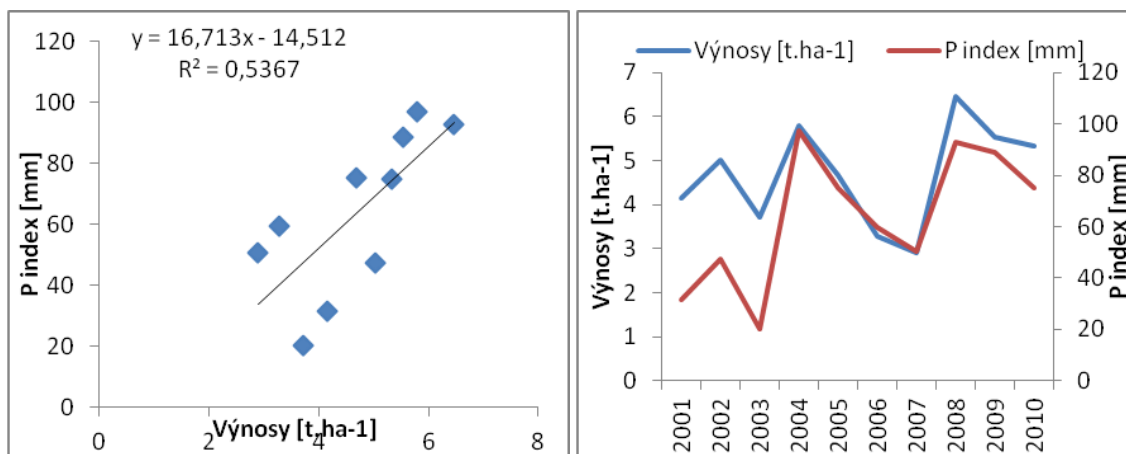 y = 16,713x - 14,512
R² = 0,5367
P index [mm]
120
100
80
60
40
20
0
0 2 4 6 8
Výnosy [t.ha-1]
Výnosy [t.ha-1] P index [mm]
Výnosy [t.ha-1]
7
6
5
4
3
2
1
0
120
100
80
60
40
20
0
P index [mm]
2001 2002 2003 2004 2005 2006 2007 2008 2009 2010